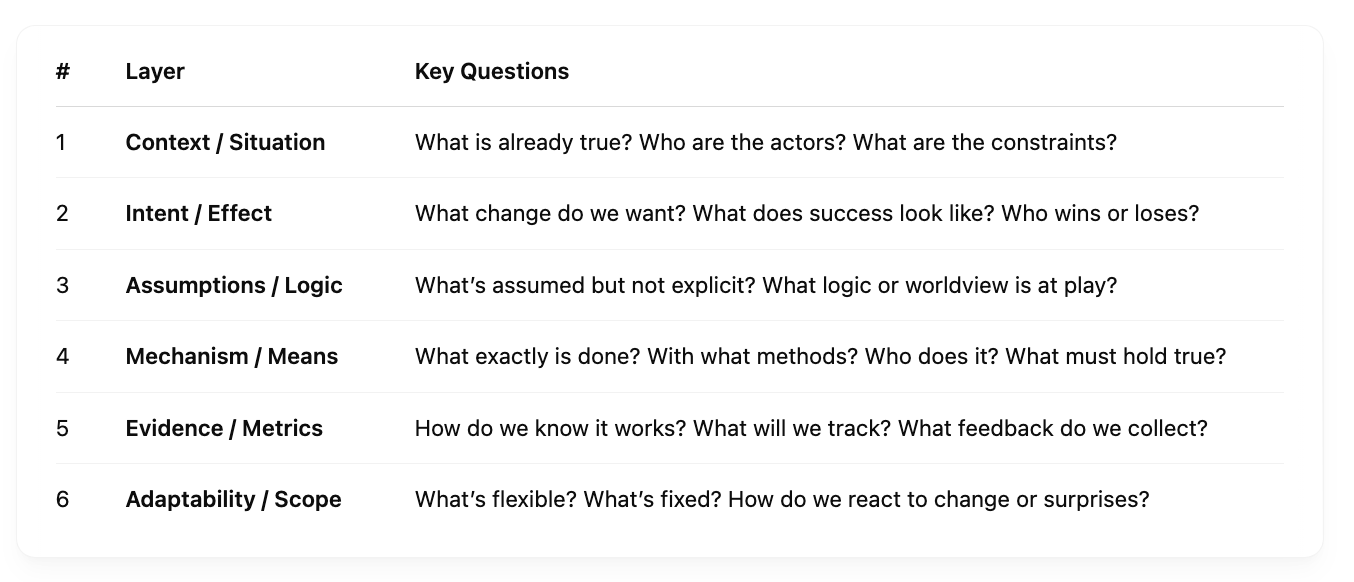 # Layer Key Questions
1 Context / Situation What is already true? Who are the actors? What are the constraints?
2 Intent / Effect What change do we want? What does success look like? Who wins or loses?
3 Assumptions / Logic What’s assumed but not explicit? What logic or worldview is at play?
4 Mechanism / Means What exactly is done? With what methods? Who does it? What must hold true?
5 Evidence / Metrics How do we know it works? What will we track? What feedback do we collect?
6 Adaptability / Scope What’s flexible? What’s fixed? How do we react to change or surprises?